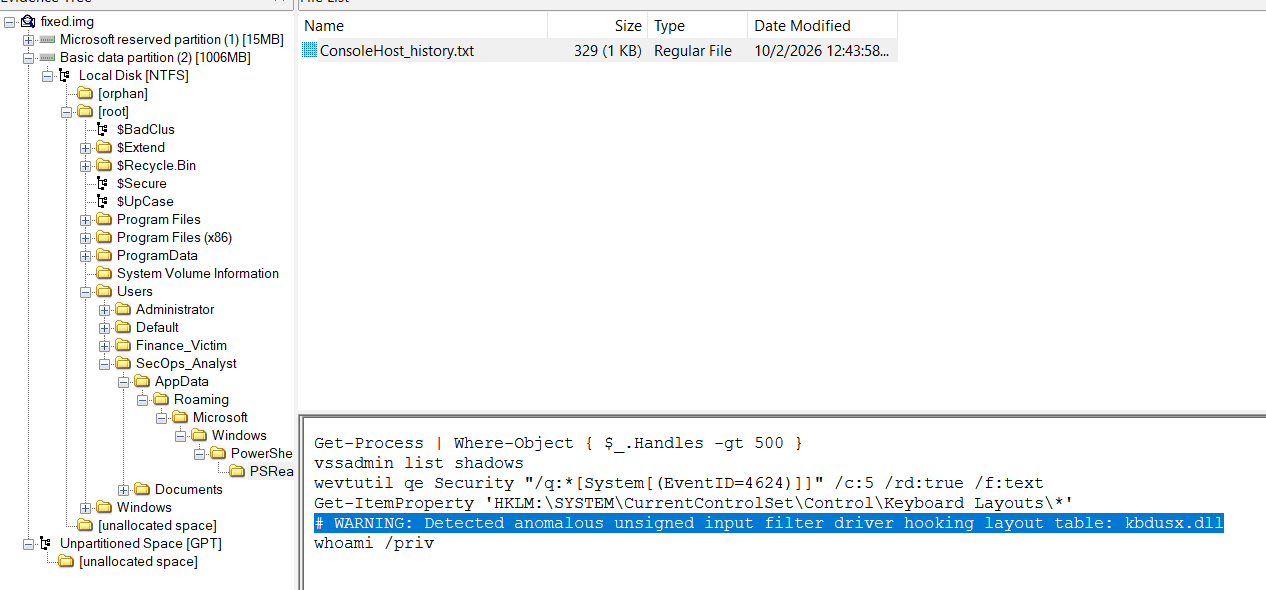 fixed.img
Microsoft reserved partition (1) [15MB]
Basic data partition (2) [1006MB]
Local Disk [NTFS]
[orphan]
[root]
$BadClus
$Extend
$Recycle.Bin
$Secure
$UpCase
Program Files
Program Files (x86)
ProgramData
System Volume Information
Users
Administrator
Default
Finance_Victim
SecOps_Analyst
AppData
Roaming
Microsoft
Windows
PowerShe
PSRea
Documents
Windows
[unallocated space]
Unpartitioned Space [GPT]
[unallocated space]
Name Size Type Date Modified
ConsoleHost_history.txt 329 (1 KB) Regular File 10/2/2026 12:43:58...
Get-Process | Where-Object { $_.Handles -gt 500 }
vssadmin list shadows
wevtutil qe Security "/q:*[System[(EventID=4624)]]" /c:5 /rd:true /f:text
Get-ItemProperty 'HKLM:\SYSTEM\CurrentControlSet\Control\Keyboard Layouts\*'
# WARNING: Detected anomalous unsigned input filter driver hooking layout table: kbdusx.dll
whoami /priv